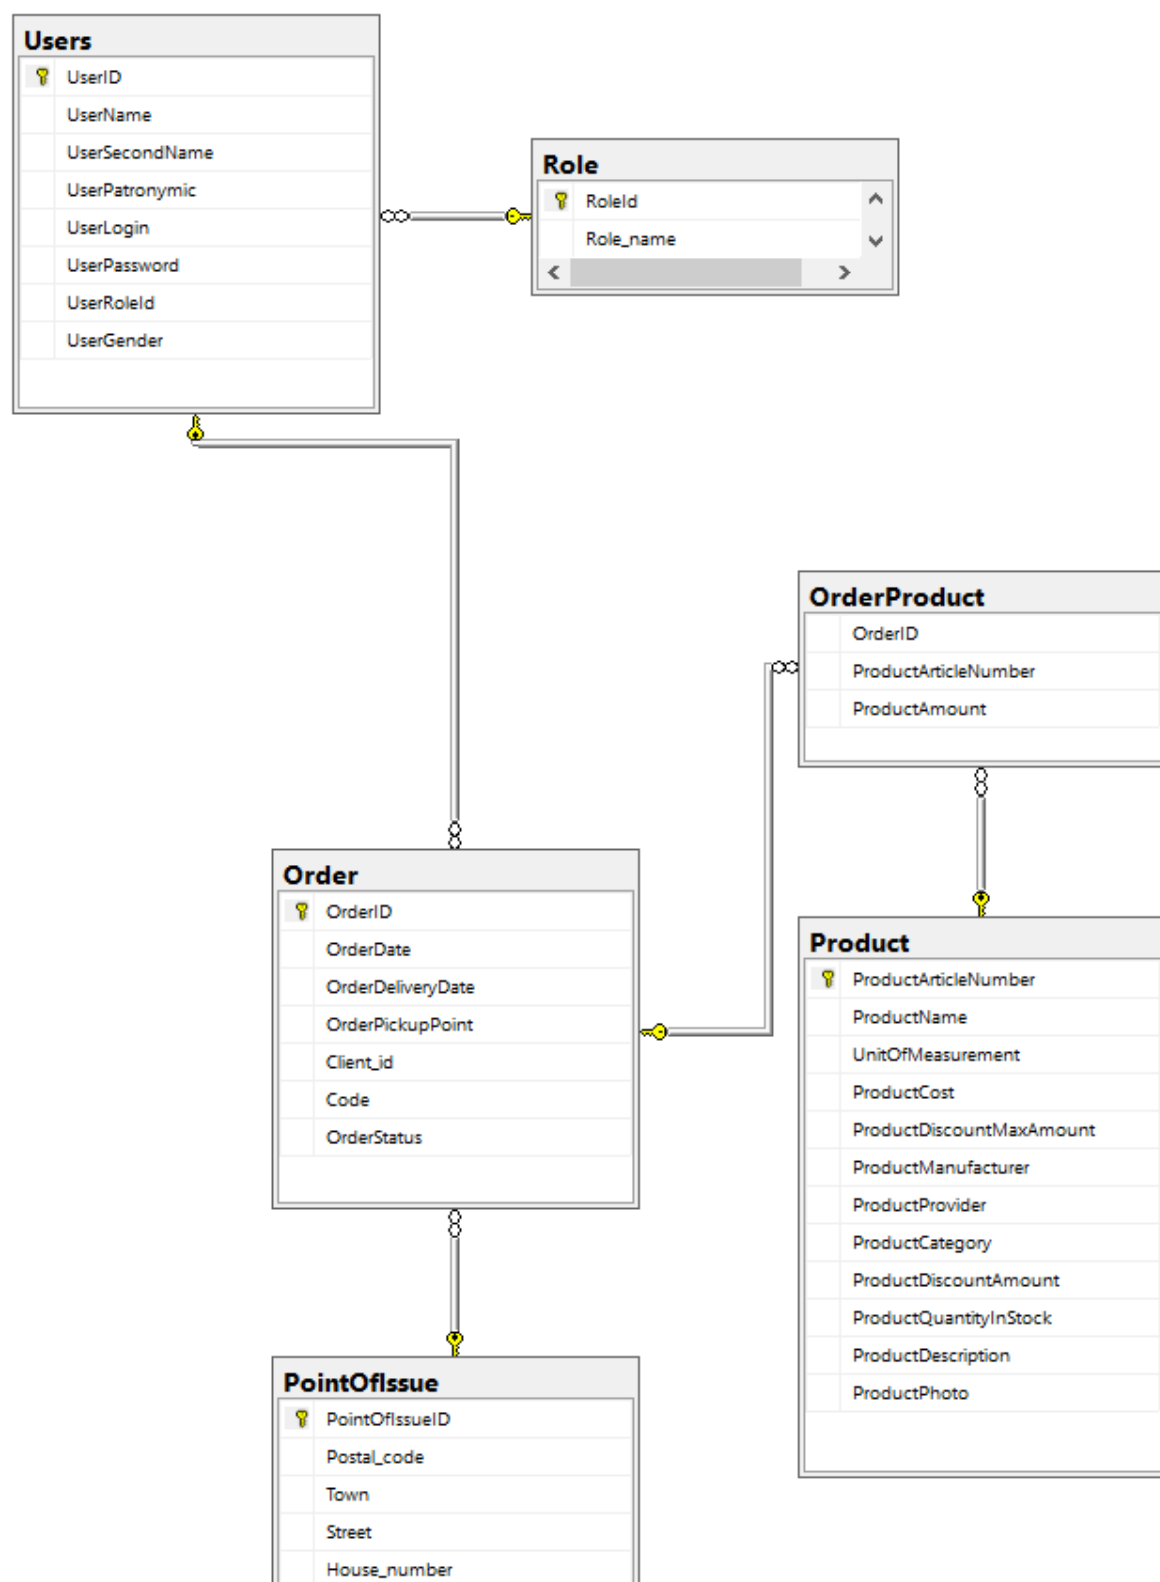 Users
UserID
UserName
UserSecondName
UserPatronymic
UserLogin
UserPassword
UserRoleId
UserGender
Role
RoleId
Role_name
OrderProduct
OrderID
ProductArticleNumber
ProductAmount
Order
OrderID
OrderDate
OrderDeliveryDate
OrderPickupPoint
Client_id
Code
OrderStatus
Product
ProductArticleNumber
ProductName
UnitOfMeasurement
ProductCost
ProductDiscountMaxAmount
ProductManufacturer
ProductProvider
ProductCategory
ProductDiscountAmount
ProductQuantityInStock
ProductDescription
ProductPhoto
PointOfIssue
PointOfIssueID
Postal_code
Town
Street
House_number